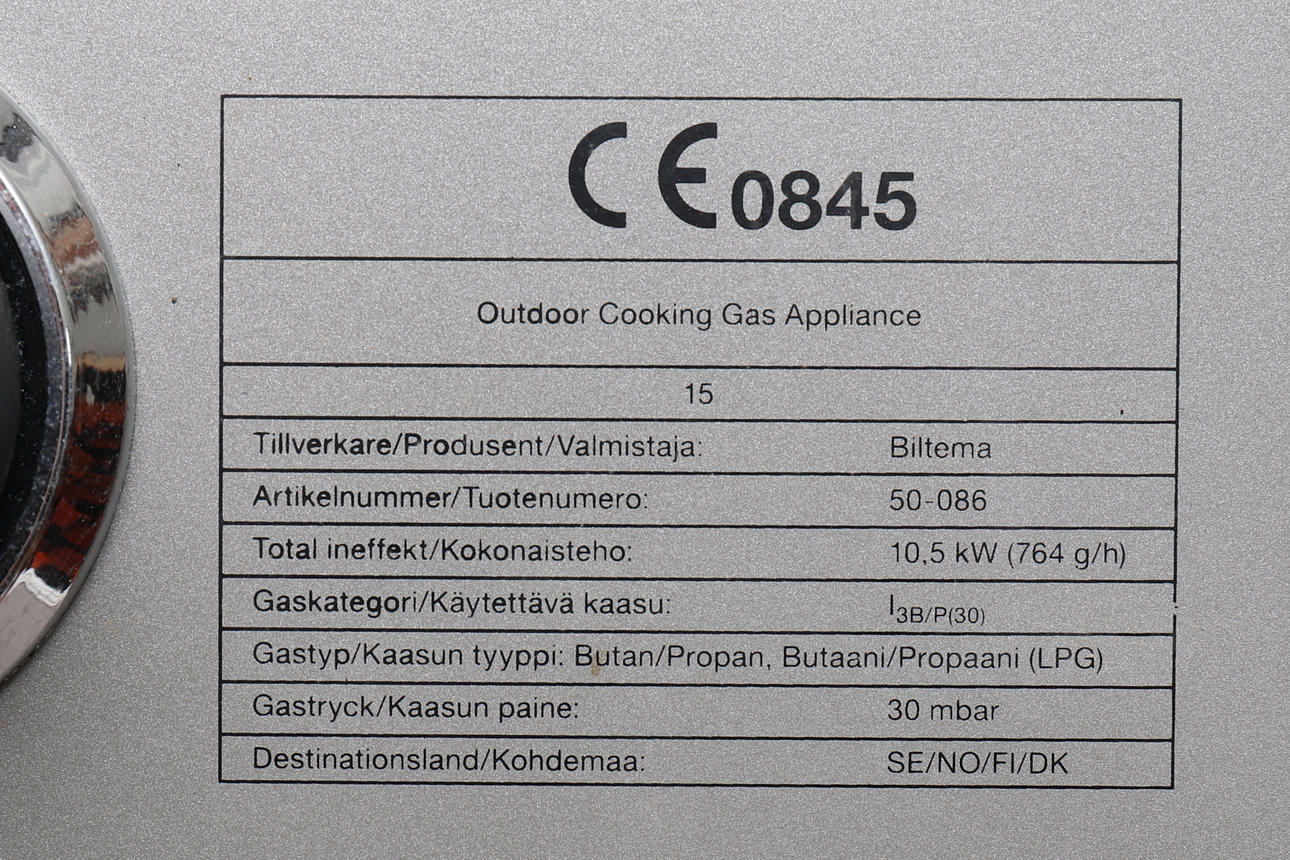 CE 0845
Outdoor Cooking Gas Appliance
15
Tillverkare/Produsent/Valmistaja: Biltema
Artikelnummer/Tuotenumero: 50-086
Total ineffekt/Kokonaisteho: 10,5 kW (764 g/h)
Gaskategori/Käytettävä kaasu: I3B/P(30)
Gastyp/Kaasun tyyppi: Butan/Propan, Butaani/Propaani (LPG)
Gastryck/Kaasun paine: 30 mbar
Destinationsland/Kohdemaa: SE/NO/FI/DK